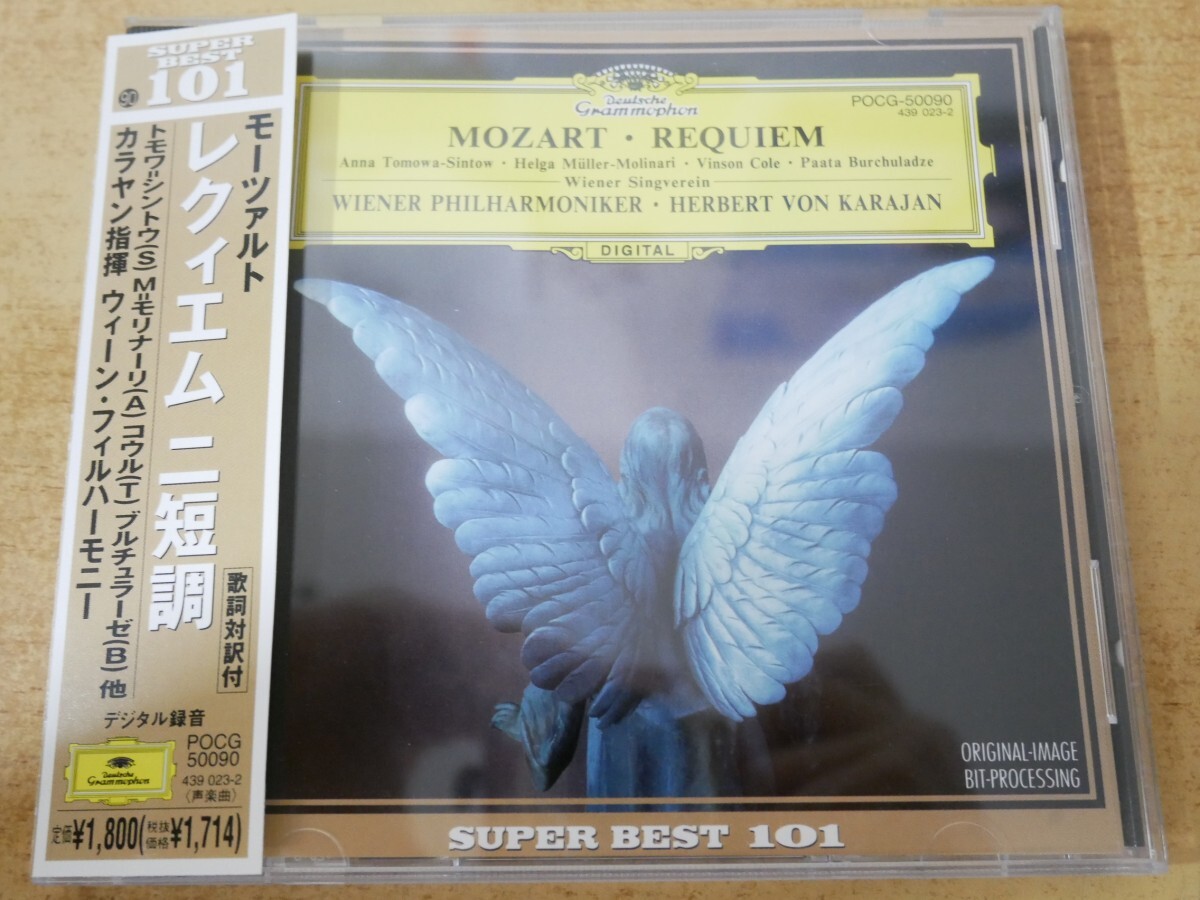 SUPER
BEST
101
90
モーツァルト
レクィエム ニ短調
歌詞対訳付
トモワ=シントウ(S) M=モリナーリ(A) コウル(T) ブルチュラーゼ(B) 他
カラヤン指揮 ウィーン・フィルハーモニー
デジタル録音
Deutsche
Grammophon
POCG
50090
439 023-2
〈声楽曲〉
定価¥1,800(税抜価格¥1,714)
Deutsche
Grammophon
POCG-50090
439 023-2
MOZART · REQUIEM
Anna Tomowa-Sintow · Helga Müller-Molinari · Vinson Cole · Paata Burchuladze
Wiener Singverein
WIENER PHILHARMONIKER · HERBERT VON KARAJAN
DIGITAL
ORIGINAL-IMAGE
BIT-PROCESSING
SUPER BEST 101